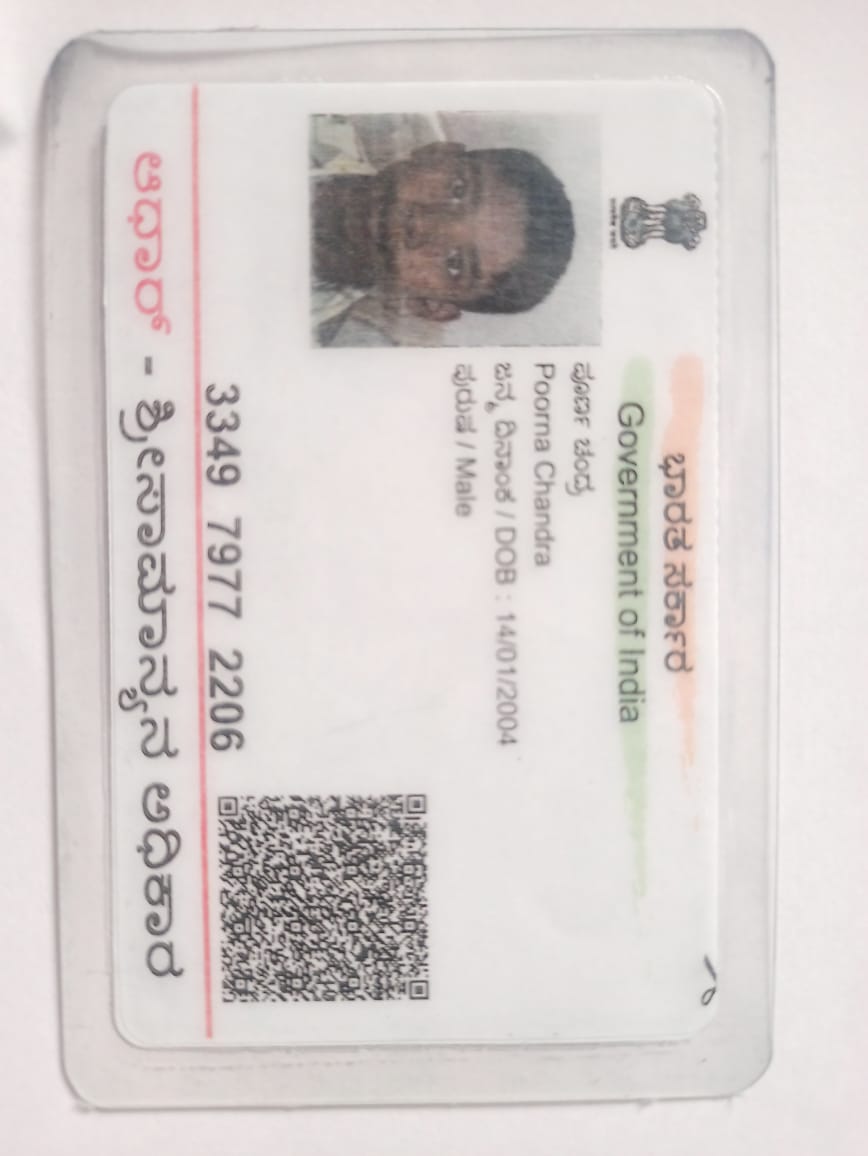 ಭಾರತ ಸರ್ಕಾರ
Government of India
ಪೂರ್ಣ ಚಂದ್ರ
Poorna Chandra
ಜನ್ಮ ದಿನಾಂಕ / DOB : 14/01/2004
ಪುರುಷ / Male
3349 7977 2206
ಆಧಾರ್ - ಶ್ರೀಸಾಮಾನ್ಯನ ಅಧಿಕಾರ